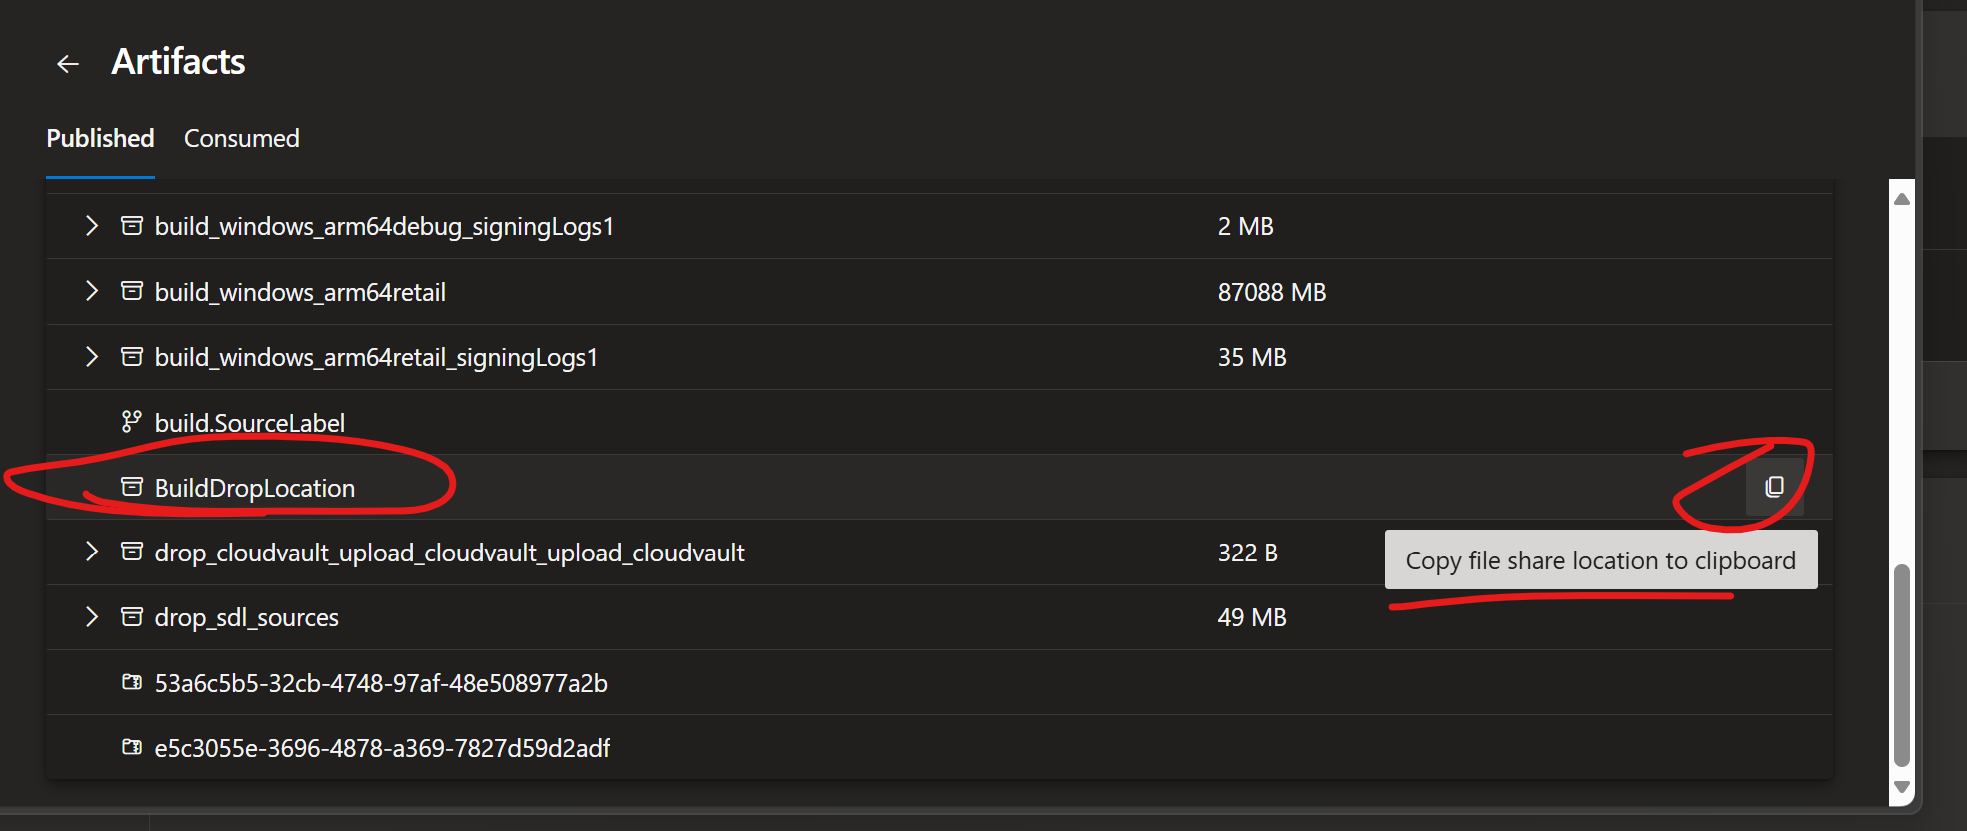 Artifacts
Published Consumed
build_windows_arm64debug_signingLogs1 2 MB
build_windows_arm64retail 87088 MB
build_windows_arm64retail_signingLogs1 35 MB
build.SourceLabel
BuildDropLocation
drop_cloudvault_upload_cloudvault_upload_cloudvault 322 B
Copy file share location to clipboard
drop_sdl_sources 49 MB
53a6c5b5-32cb-4748-97af-48e508977a2b
e5c3055e-3696-4878-a369-7827d59d2adf